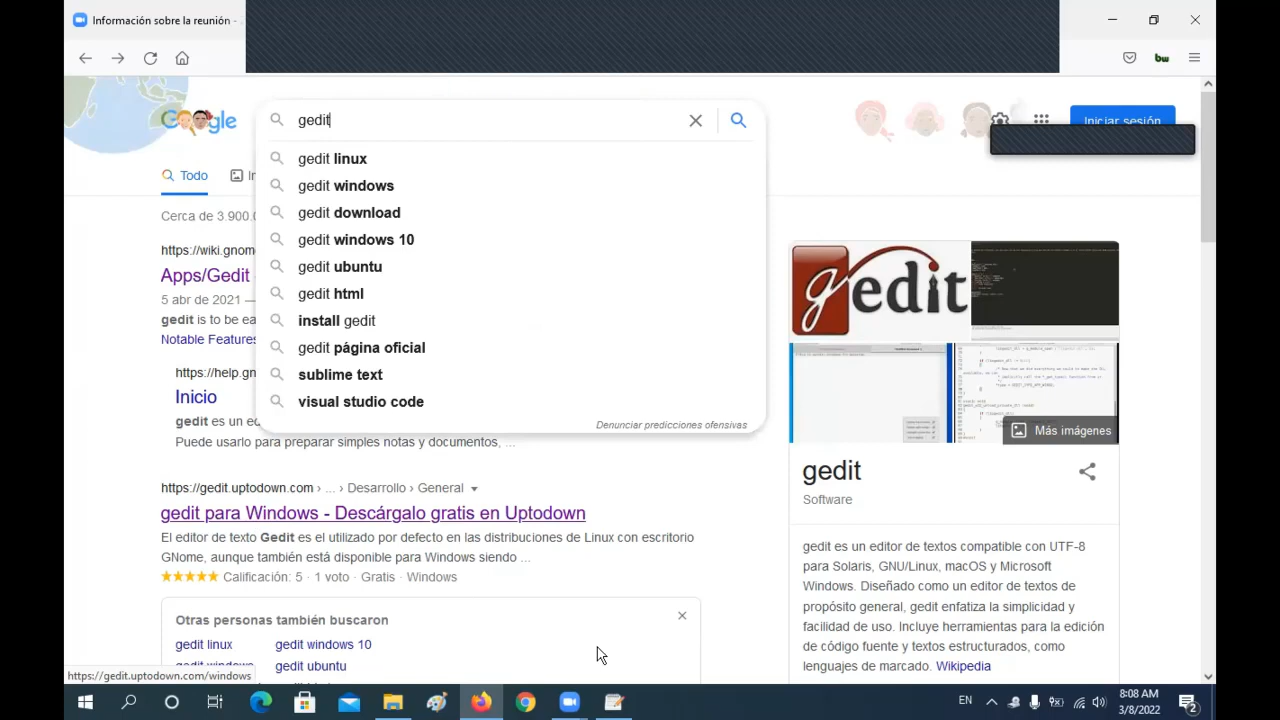 Información sobre la reunión -
Google
gedit
Iniciar sesión
gedit linux
gedit windows
gedit download
gedit windows 10
gedit ubuntu
gedit html
install gedit
gedit página oficial
sublime text
visual studio code
Denunciar predicciones ofensivas
Todo
Cerca de 3.900.0
https://wiki.gnome
Apps/Gedit -
5 abr de 2021 —
gedit is to be ea
Notable Features
https://help.gn
Inicio
gedit es un ed
Puede usarlo para preparar simples notas y documentos, ...
https://gedit.uptodown.com › ... › Desarrollo › General
gedit para Windows - Descárgalo gratis en Uptodown
El editor de texto Gedit es el utilizado por defecto en las distribuciones de Linux con escritorio
GNome, aunque también está disponible para Windows siendo ...
Calificación: 5 · 1 voto · Gratis · Windows
Otras personas también buscaron
gedit linux
gedit windows 10
gedit windows
gedit ubuntu
https://gedit.uptodown.com/windows
gedit
Más imágenes
gedit
Software
gedit es un editor de textos compatible con UTF-8
para Solaris, GNU/Linux, macOS y Microsoft
Windows. Diseñado como un editor de textos de
propósito general, gedit enfatiza la simplicidad y
facilidad de uso. Incluye herramientas para la edición
de código fuente y textos estructurados, como
lenguajes de marcado. Wikipedia
EN
8:08 AM
3/8/2022
2